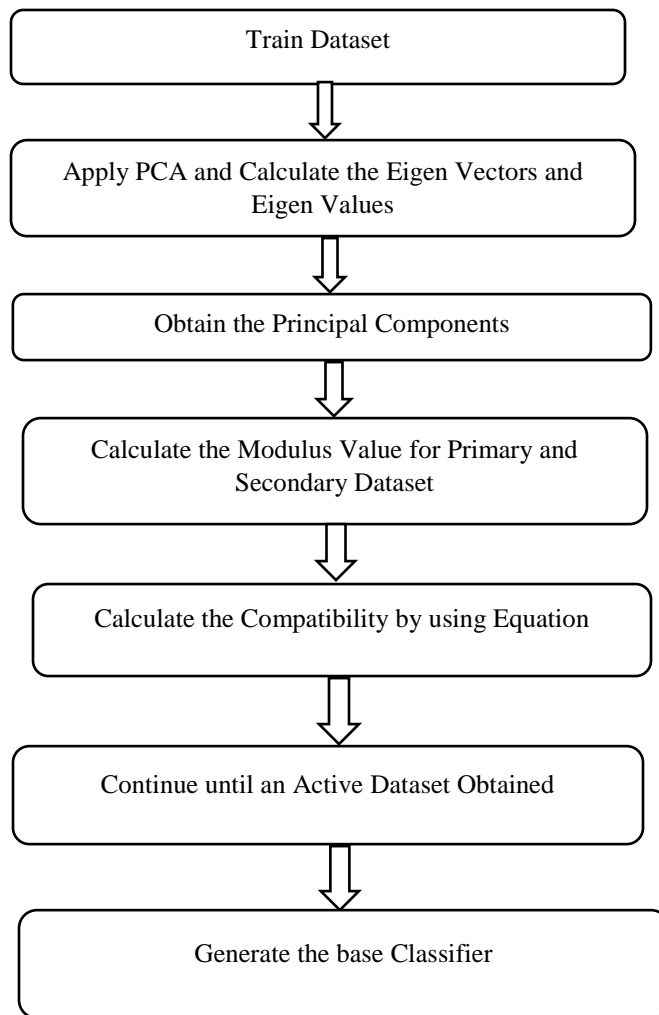 Train Dataset
Apply PCA and Calculate the Eigen Vectors and
Eigen Values
Obtain the Principal Components
Calculate the Modulus Value for Primary and
Secondary Dataset
Calculate the Compatibility by using Equation
Continue until an Active Dataset Obtained
Generate the base Classifier